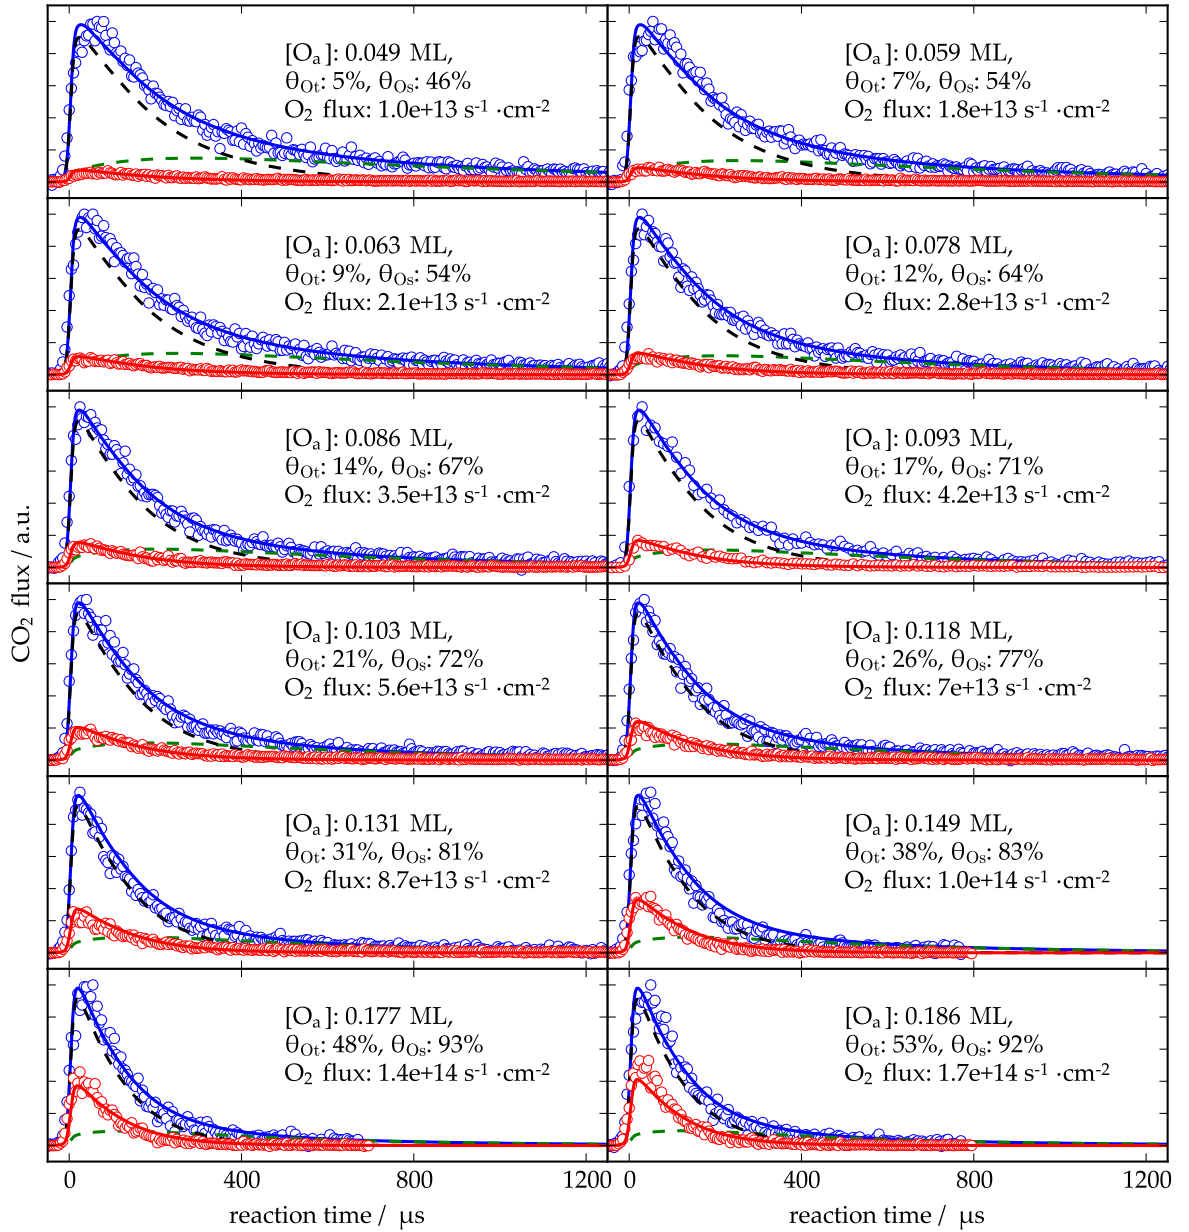 [Oₐ]: 0.049 ML,
θOt: 5%, θOs: 46%
O₂ flux: 1.0e+13 s⁻¹ ·cm⁻²
[Oₐ]: 0.059 ML,
θOt: 7%, θOs: 54%
O₂ flux: 1.8e+13 s⁻¹ ·cm⁻²
[Oₐ]: 0.063 ML,
θOt: 9%, θOs: 54%
O₂ flux: 2.1e+13 s⁻¹ ·cm⁻²
[Oₐ]: 0.078 ML,
θOt: 12%, θOs: 64%
O₂ flux: 2.8e+13 s⁻¹ ·cm⁻²
[Oₐ]: 0.086 ML,
θOt: 14%, θOs: 67%
O₂ flux: 3.5e+13 s⁻¹ ·cm⁻²
[Oₐ]: 0.093 ML,
θOt: 17%, θOs: 71%
O₂ flux: 4.2e+13 s⁻¹ ·cm⁻²
CO₂ flux / a.u.
[Oₐ]: 0.103 ML,
θOt: 21%, θOs: 72%
O₂ flux: 5.6e+13 s⁻¹ ·cm⁻²
[Oₐ]: 0.118 ML,
θOt: 26%, θOs: 77%
O₂ flux: 7e+13 s⁻¹ ·cm⁻²
[Oₐ]: 0.131 ML,
θOt: 31%, θOs: 81%
O₂ flux: 8.7e+13 s⁻¹ ·cm⁻²
[Oₐ]: 0.149 ML,
θOt: 38%, θOs: 83%
O₂ flux: 1.0e+14 s⁻¹ ·cm⁻²
[Oₐ]: 0.177 ML,
θOt: 48%, θOs: 93%
O₂ flux: 1.4e+14 s⁻¹ ·cm⁻²
[Oₐ]: 0.186 ML,
θOt: 53%, θOs: 92%
O₂ flux: 1.7e+14 s⁻¹ ·cm⁻²
0 400 800 1200 0 400 800 1200
reaction time / μs reaction time / μs